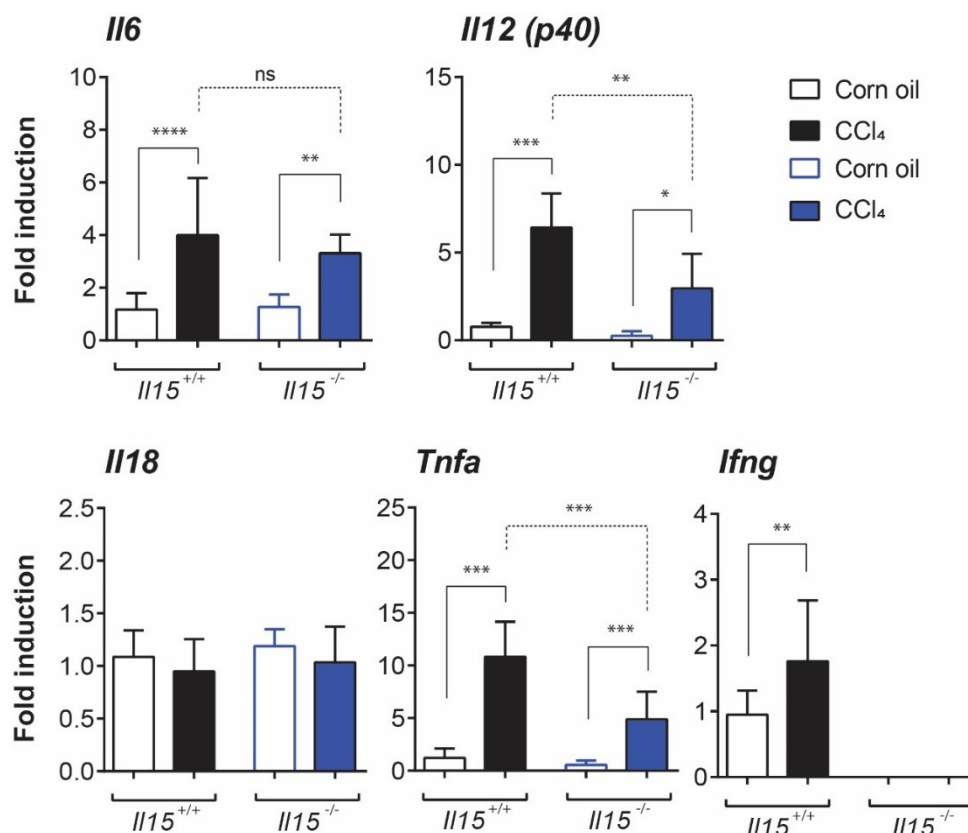 Il6
Il12 (p40)
Fold induction
10
8
6
4
2
0
****
ns
**
Il15+/+
Il15-/-
15
10
5
0
***
**
*
Il15+/+
Il15-/-
Corn oil
CCl₄
Corn oil
CCl₄
Il18
Tnfa
Ifng
Fold induction
2.5
2.0
1.5
1.0
0.5
0.0
Il15+/+
Il15-/-
25
20
15
10
5
0
***
***
***
Il15+/+
Il15-/-
4
3
2
1
0
**
Il15+/+
Il15-/-